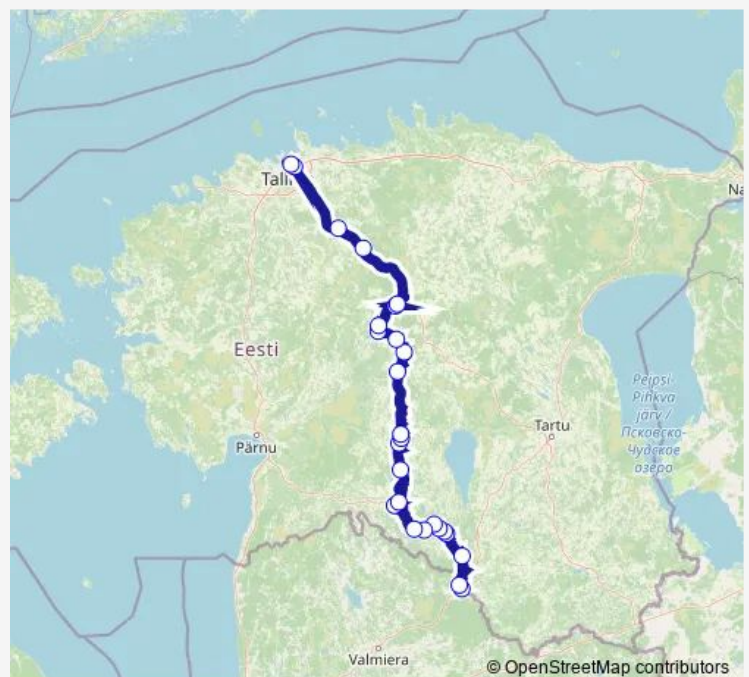 Talli
Na
Eesti
Peipsi-
Pihkva
järv /
Псковско-
Чудское
озеро
Tartu
Pärnu
Valmiera
© OpenStreetMap contributors